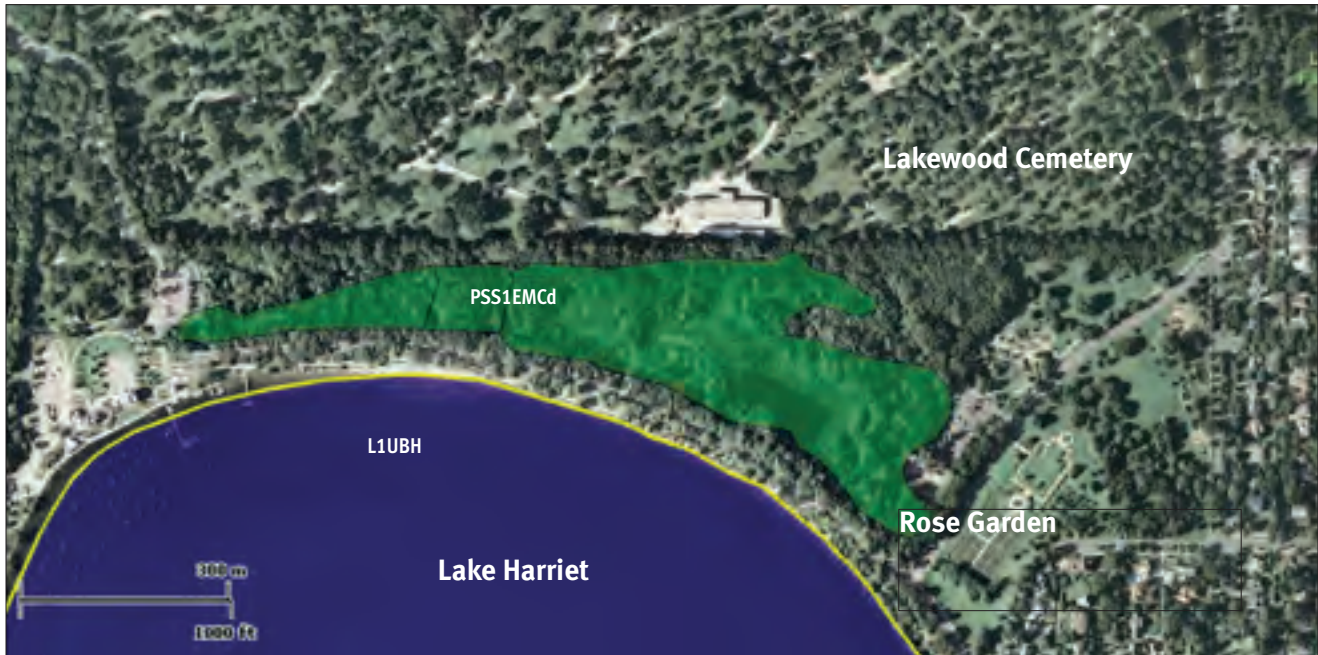 Lakewood Cemetery
PSS1EMCd
L1UBH
Rose Garden
Lake Harriet
300 m
1000 ft